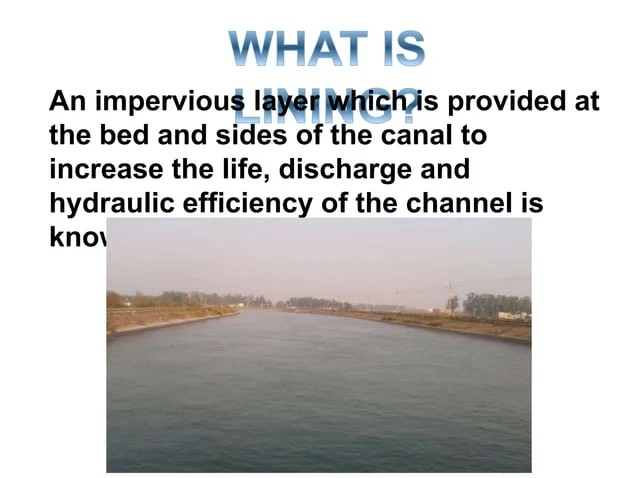 WHAT IS
LINING?
An impervious layer which is provided at
the bed and sides of the canal to
increase the life, discharge and
hydraulic efficiency of the channel is